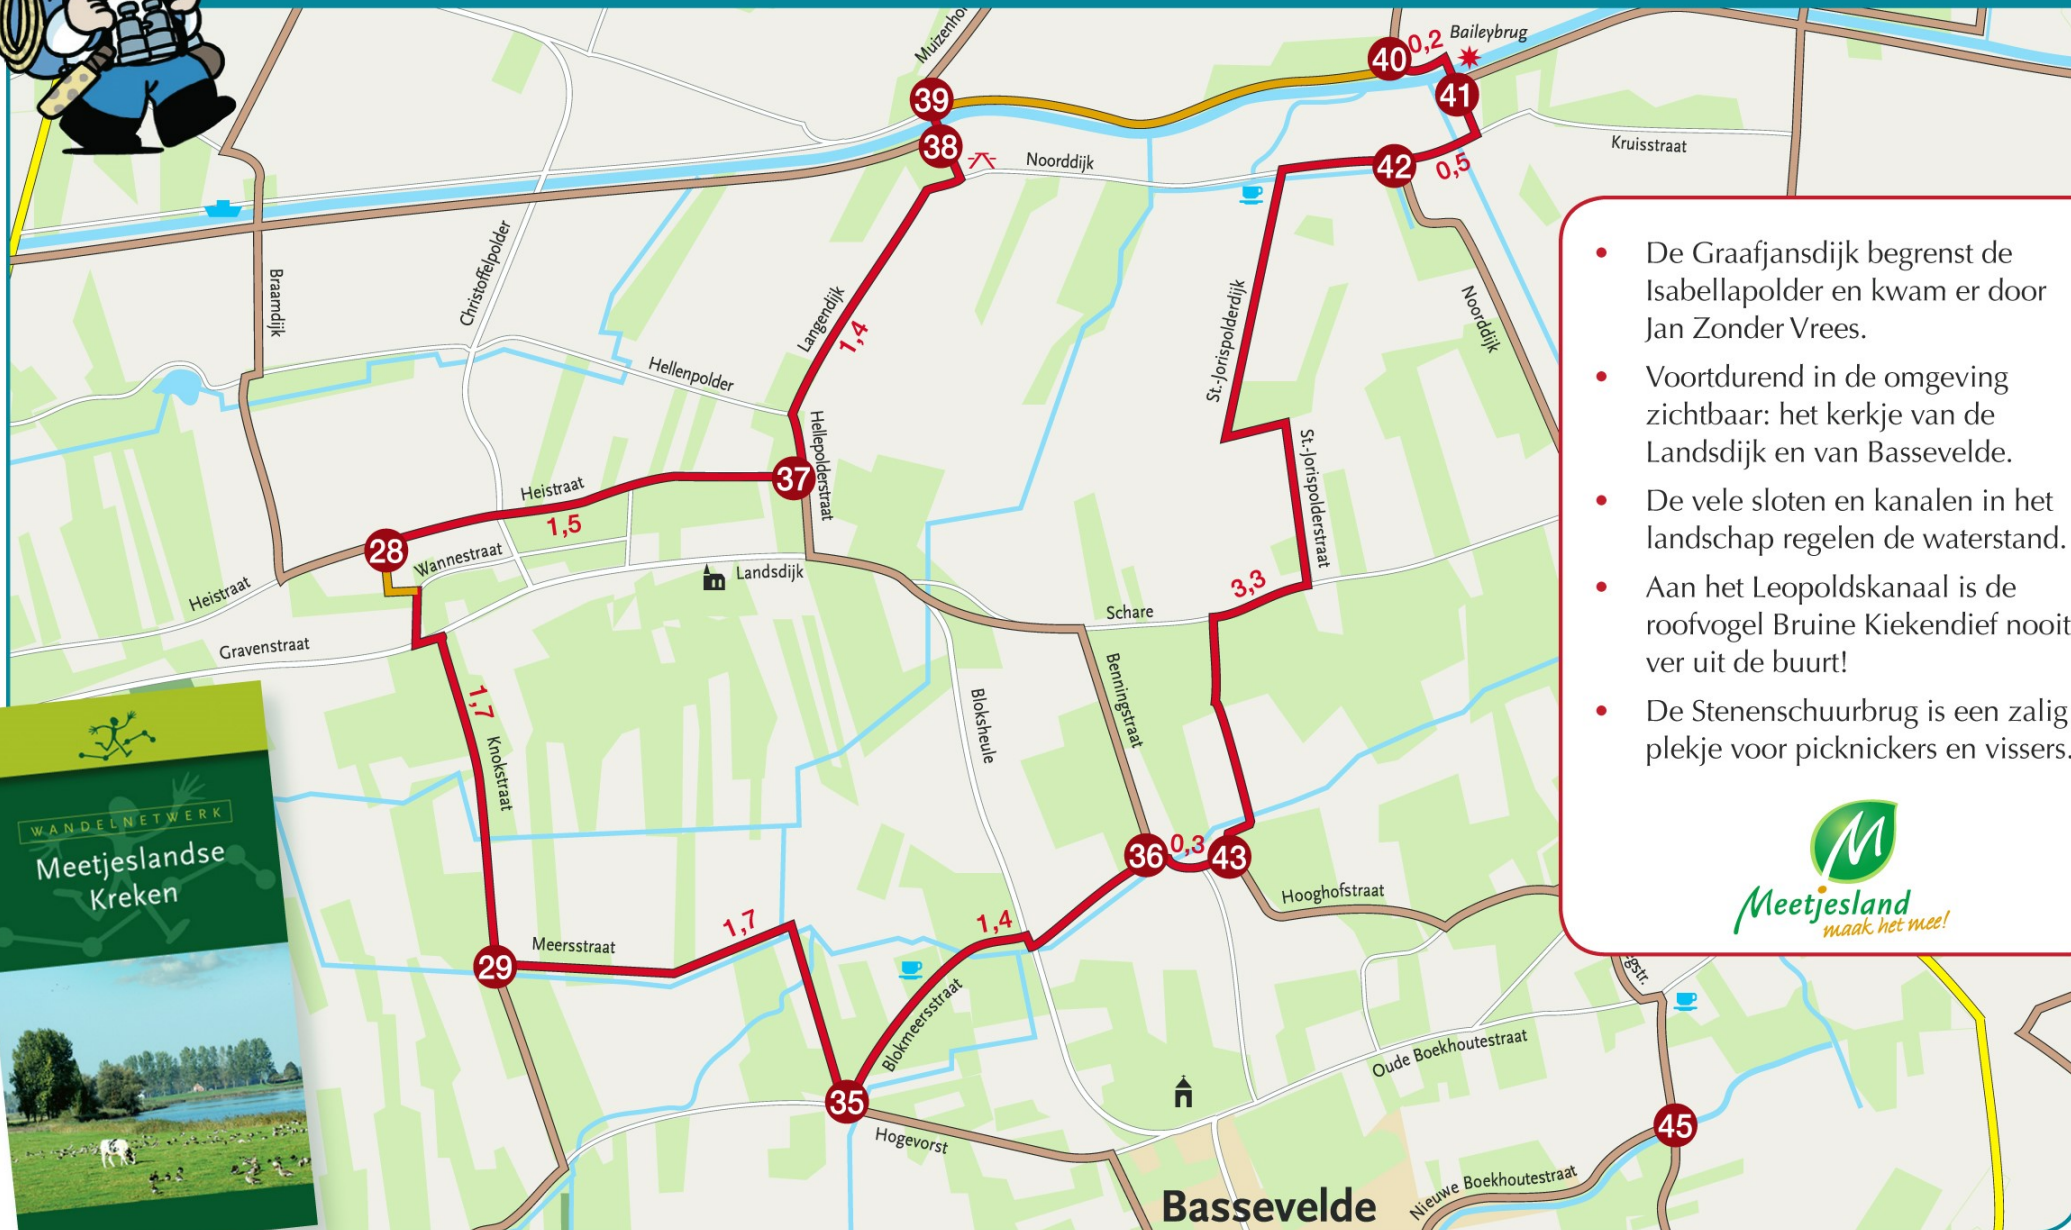 Muizenho
39
38
40
0,2
Baileybrug
41
42
0,5
Kruisstraat
Noorddijk
Christoffelpolder
Braamdijk
Langendijk
1,4
Hellenpolder
Hellepolderstraat
St.-Jorispolderdijk
Noorddijk
St.-Jorispolderstraat
37
Heistraat
1,5
28
Wannestraat
Heistraat
Gravenstraat
Landsdijk
3,3
Schare
Benningstraat
Bloksheule
1,7
Knokstraat
36
0,3
43
Hooghofstraat
29
Meersstraat
1,7
1,4
Blokmeersstraat
35
Hogevorst
Oude Boekhoutestraat
gstr.
45
Nieuwe Boekhoutestraat
Bassevelde
• De Graafjansdijk begrenst de
Isabellapolder en kwam er door
Jan Zonder Vrees.
• Voortdurend in de omgeving
zichtbaar: het kerkje van de
Landsdijk en van Bassevelde.
• De vele sloten en kanalen in het
landschap regelen de waterstand.
• Aan het Leopoldskanaal is de
roofvogel Bruine Kiekendief nooit
ver uit de buurt!
• De Stenenschuurbrug is een zalig
plekje voor picknickers en vissers.
M
Meetjesland
maak het mee!
WANDELNETWERK
Meetjeslandse
Kreken